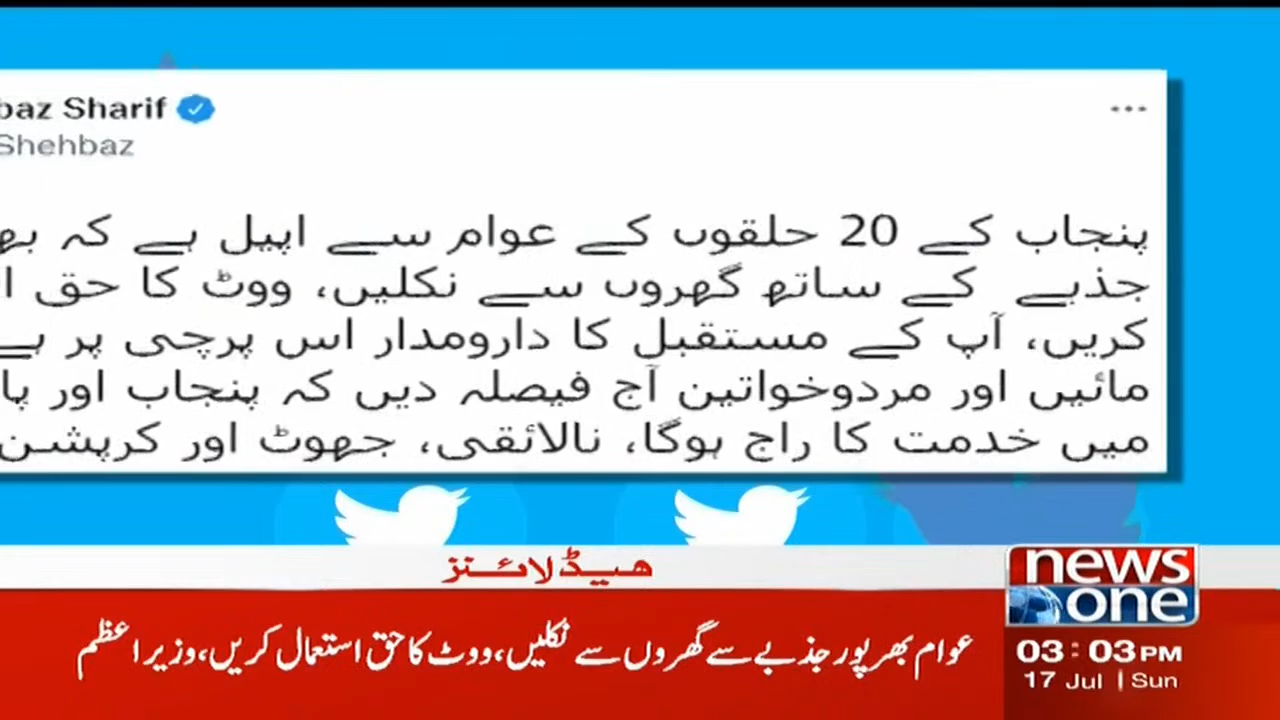 baz Sharif
Shehbaz
پنجاب کے 20 حلقوں کے عوام سے اپیل ہے کہ
جذبے کے ساتھ گھروں سے نکلیں، ووٹ کا حق
کریں، آپ کے مستقبل کا دارومدار اس پرچی پر ہے
مائیں اور مردوخواتین آج فیصلہ دیں کہ پنجاب اور
میں خدمت کا راج ہوگا، نالائقی، جھوٹ اور کرپشن
ھیڈلائنز
عوام بھرپور جذبے سے گھروں سے نکلیں، ووٹ کا حق استعمال کریں، وزیراعظم
news
one
03:03PM
17 Jul | Sun